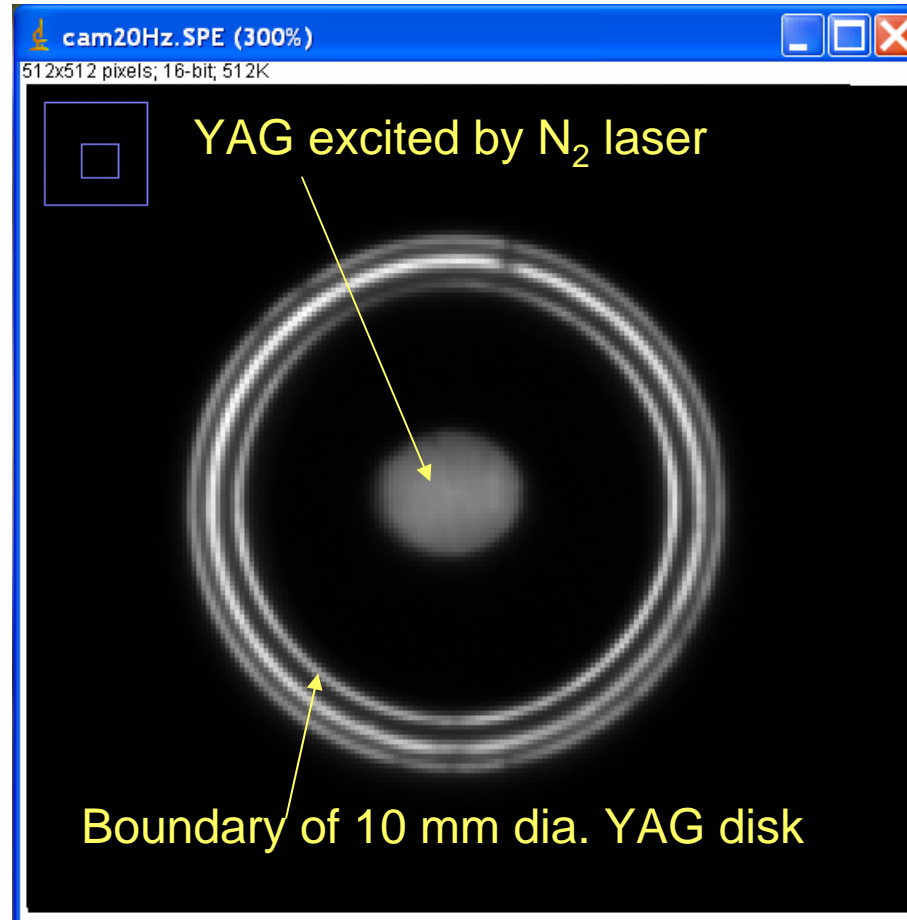 cam20Hz.SPE (300%)
512x512 pixels; 16-bit; 512K
YAG excited by N₂ laser
Boundary of 10 mm dia. YAG disk